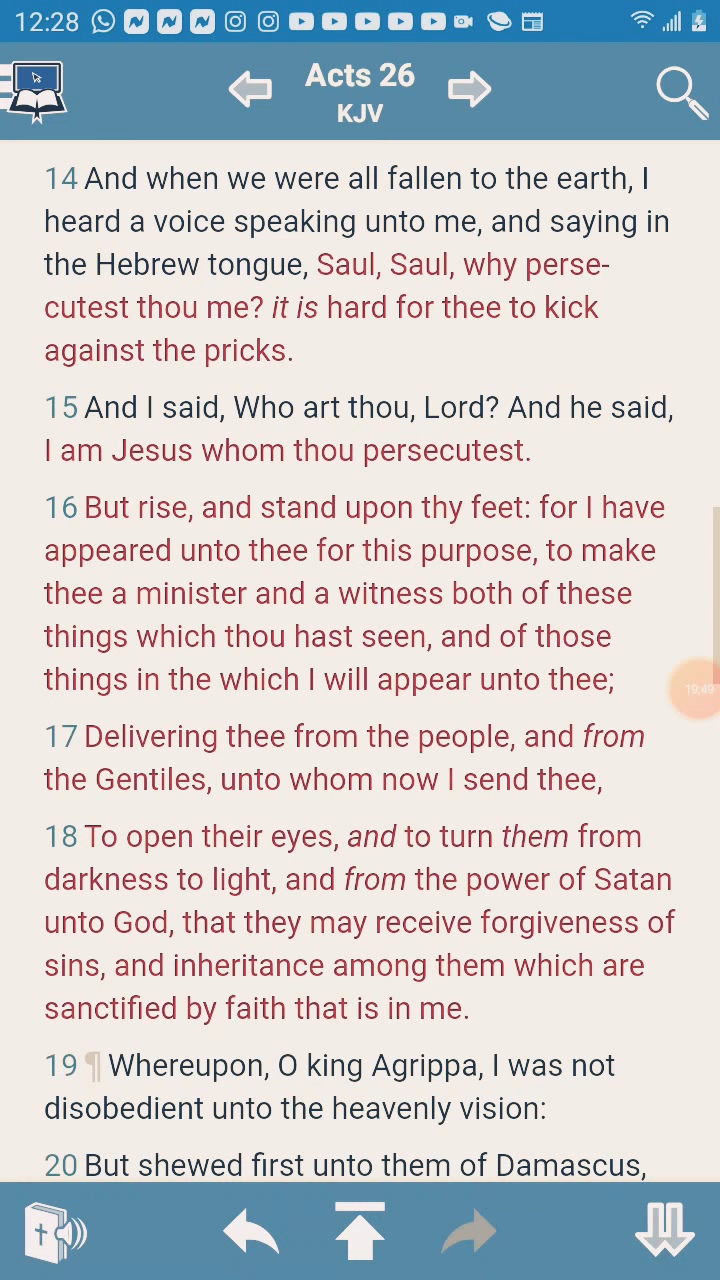 12:28
Acts 26
KJV
14 And when we were all fallen to the earth, I
heard a voice speaking unto me, and saying in
the Hebrew tongue, Saul, Saul, why perse-
cutest thou me? it is hard for thee to kick
against the pricks.
15 And I said, Who art thou, Lord? And he said,
I am Jesus whom thou persecutest.
16 But rise, and stand upon thy feet: for I have
appeared unto thee for this purpose, to make
thee a minister and a witness both of these
things which thou hast seen, and of those
things in the which I will appear unto thee;
19:49
17 Delivering thee from the people, and from
the Gentiles, unto whom now I send thee,
18 To open their eyes, and to turn them from
darkness to light, and from the power of Satan
unto God, that they may receive forgiveness of
sins, and inheritance among them which are
sanctified by faith that is in me.
19 ¶ Whereupon, O king Agrippa, I was not
disobedient unto the heavenly vision:
20 But shewed first unto them of Damascus,